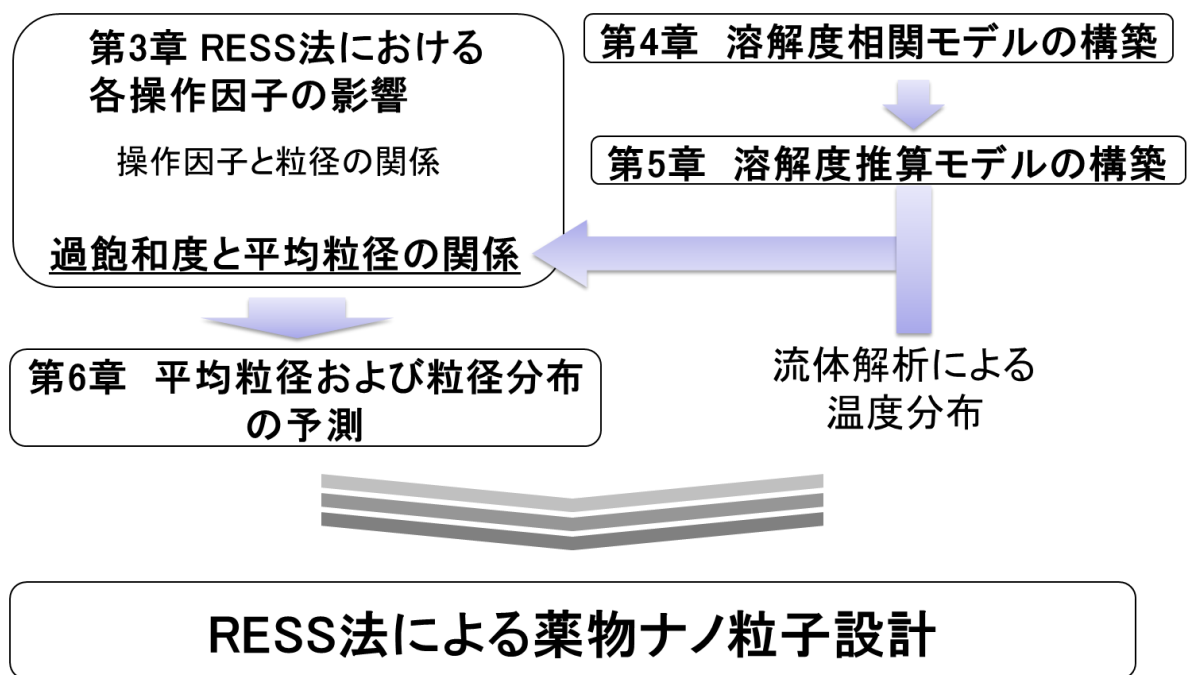 第3章 RESS法における
各操作因子の影響
操作因子と粒径の関係
過飽和度と平均粒径の関係
第4章　溶解度相関モデルの構築
第5章　溶解度推算モデルの構築
流体解析による
温度分布
第6章　平均粒径および粒径分布
の予測
RESS法による薬物ナノ粒子設計